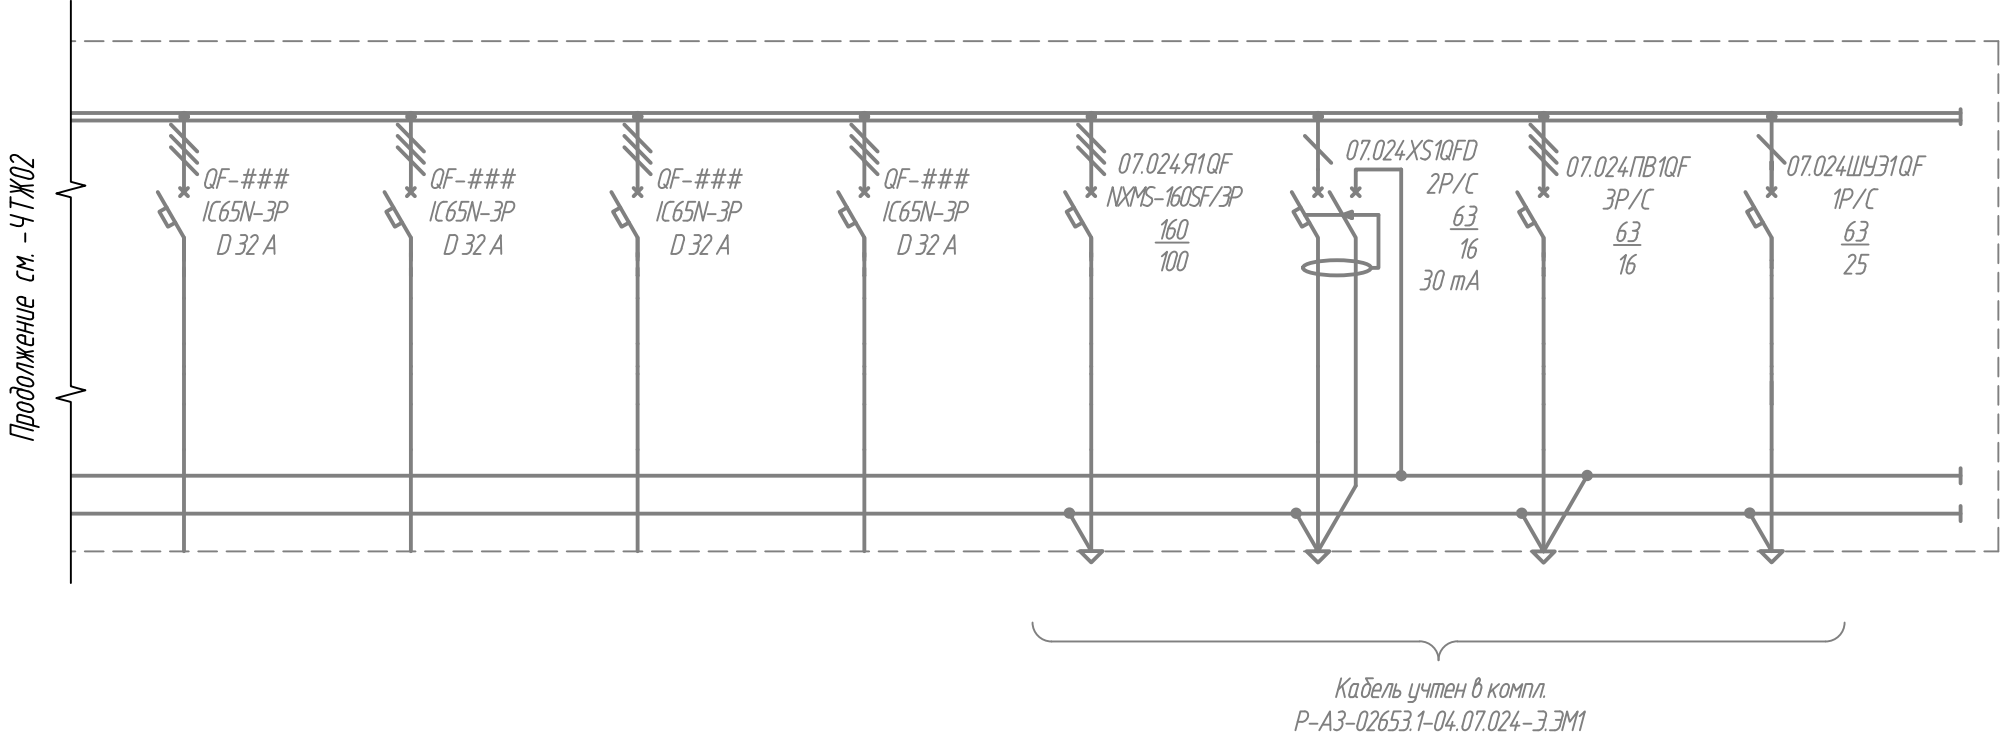 Продолжение см. -ЧТЖ02
QF-###
IC65N-3P
D 32 A
QF-###
IC65N-3P
D 32 A
QF-###
IC65N-3P
D 32 A
QF-###
IC65N-3P
D 32 A
07.024Я1QF
NXMS-160SF/3P
160
100
07.024XS1QFD
2P/C
63
16
30 mA
07.024ПВ1QF
3P/C
63
16
07.024ШУЭ1QF
1P/C
63
25
Кабель учтен в компл.
Р-АЭ-02653.1-04.07.024-Э.ЭМ1